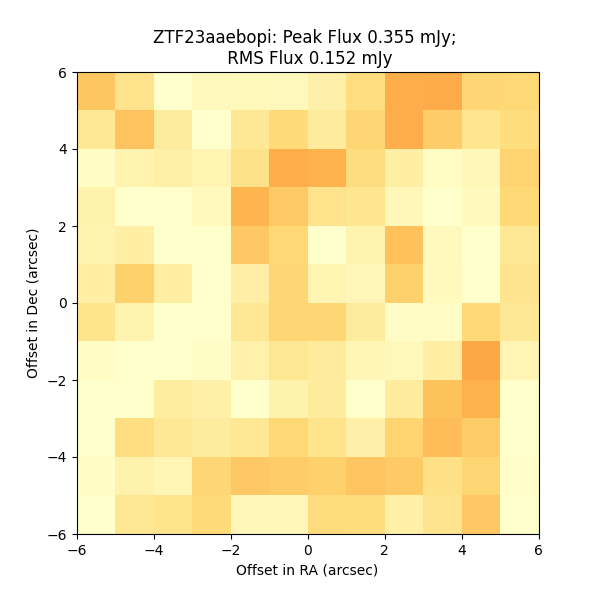 ZTF23aaebopi: Peak Flux 0.355 mJy;
RMS Flux 0.152 mJy
6
4
2
0
−2
−4
−6
Offset in Dec (arcsec)
−6 −4 −2 0 2 4 6
Offset in RA (arcsec)